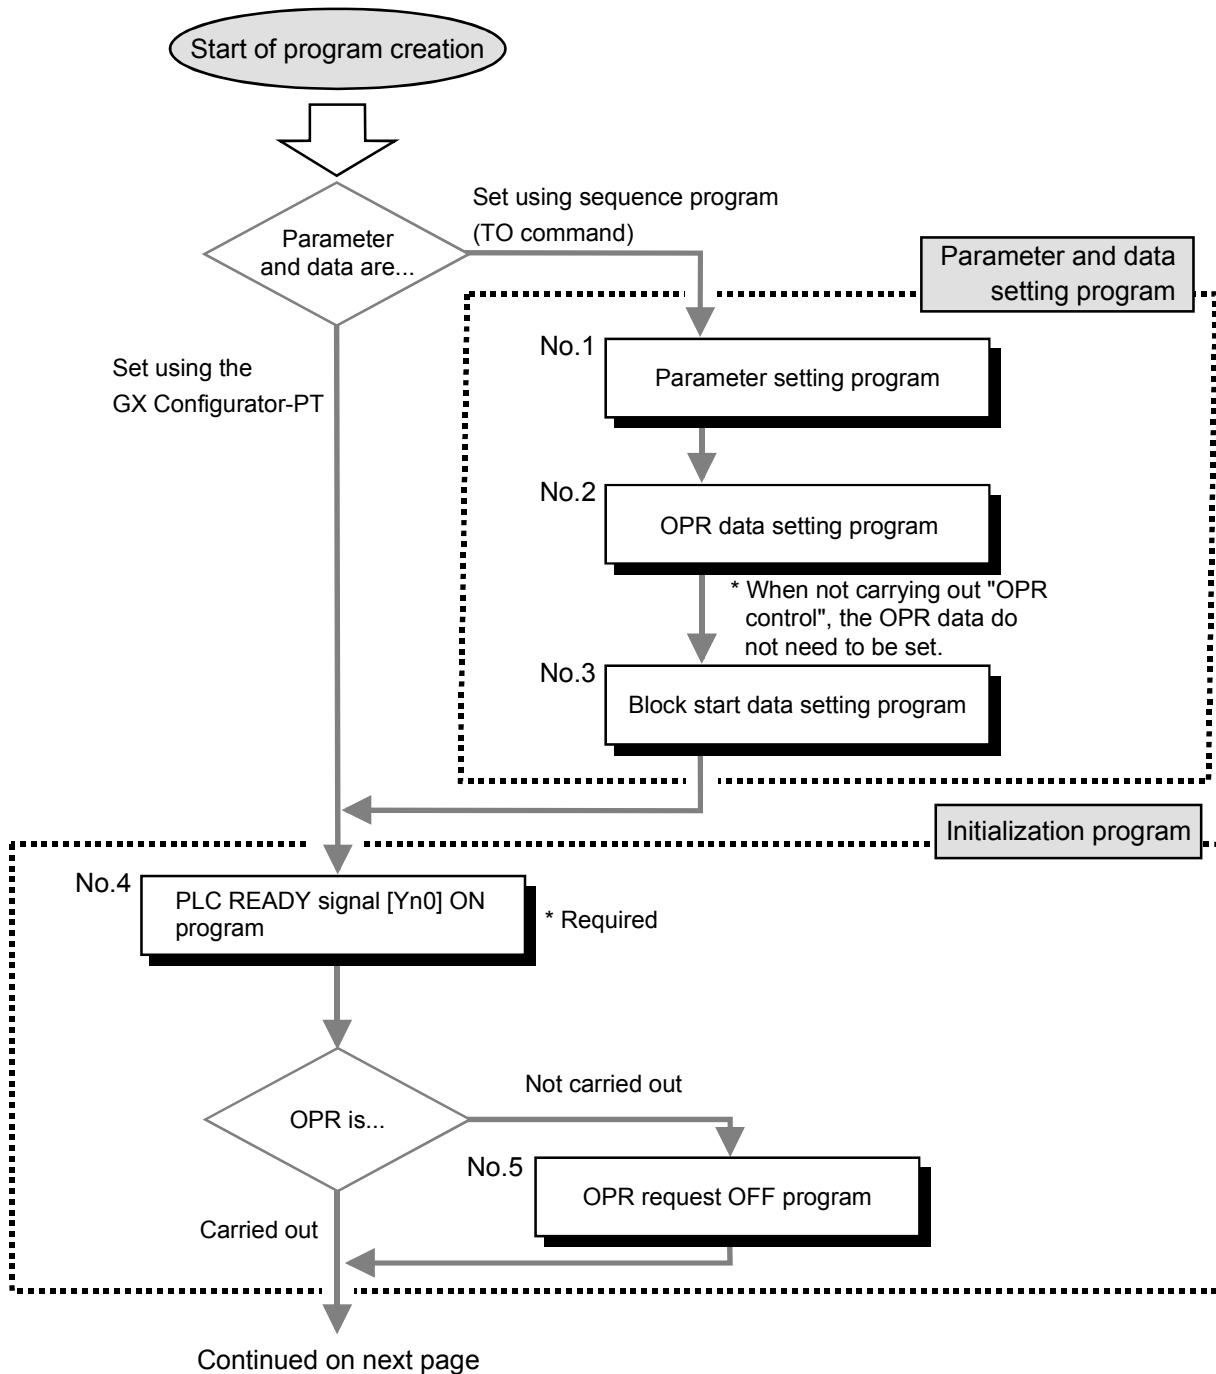 Start of program creation
Set using sequence program
(TO command)
Parameter
and data are...
Parameter and data
setting program
Set using the
GX Configurator-PT
No.1
Parameter setting program
No.2
OPR data setting program
* When not carrying out "OPR
control", the OPR data do
not need to be set.
No.3
Block start data setting program
Initialization program
No.4
PLC READY signal [Yn0] ON
program
* Required
Not carried out
OPR is...
No.5
OPR request OFF program
Carried out
Continued on next page